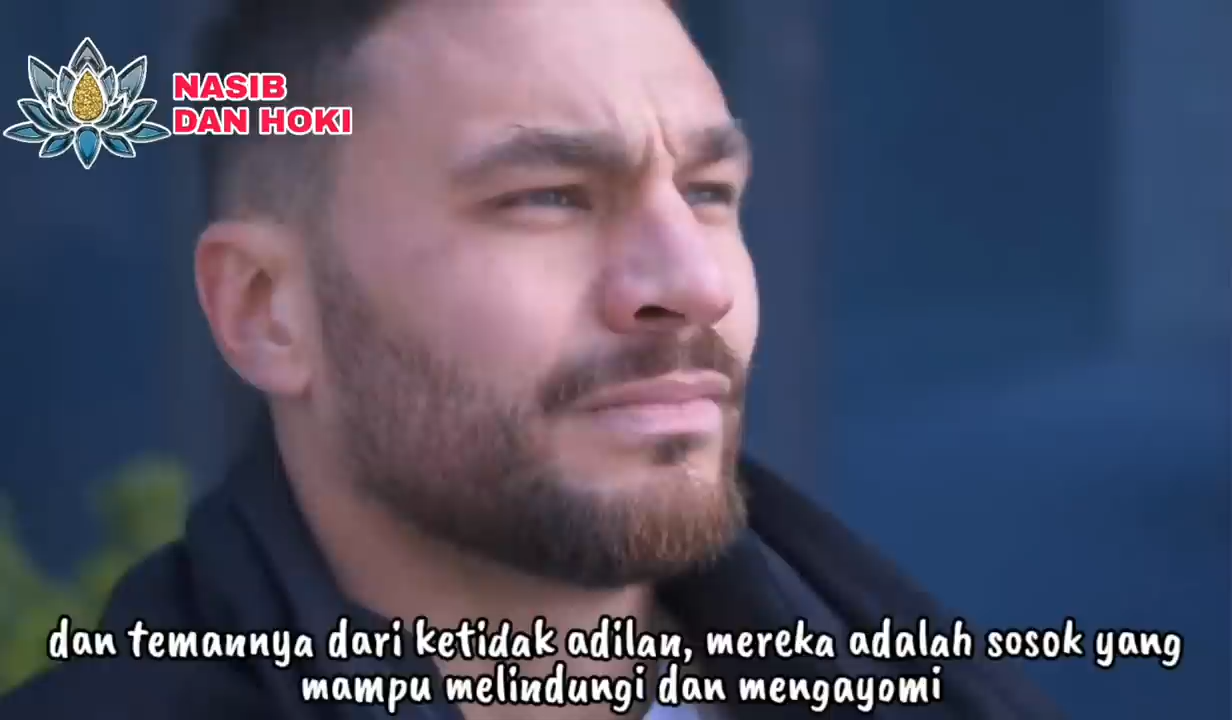 NASIB
DAN HOKI
dan temannya dari ketidak adilan, mereka adalah sosok yang
mampu melindungi dan mengayomi